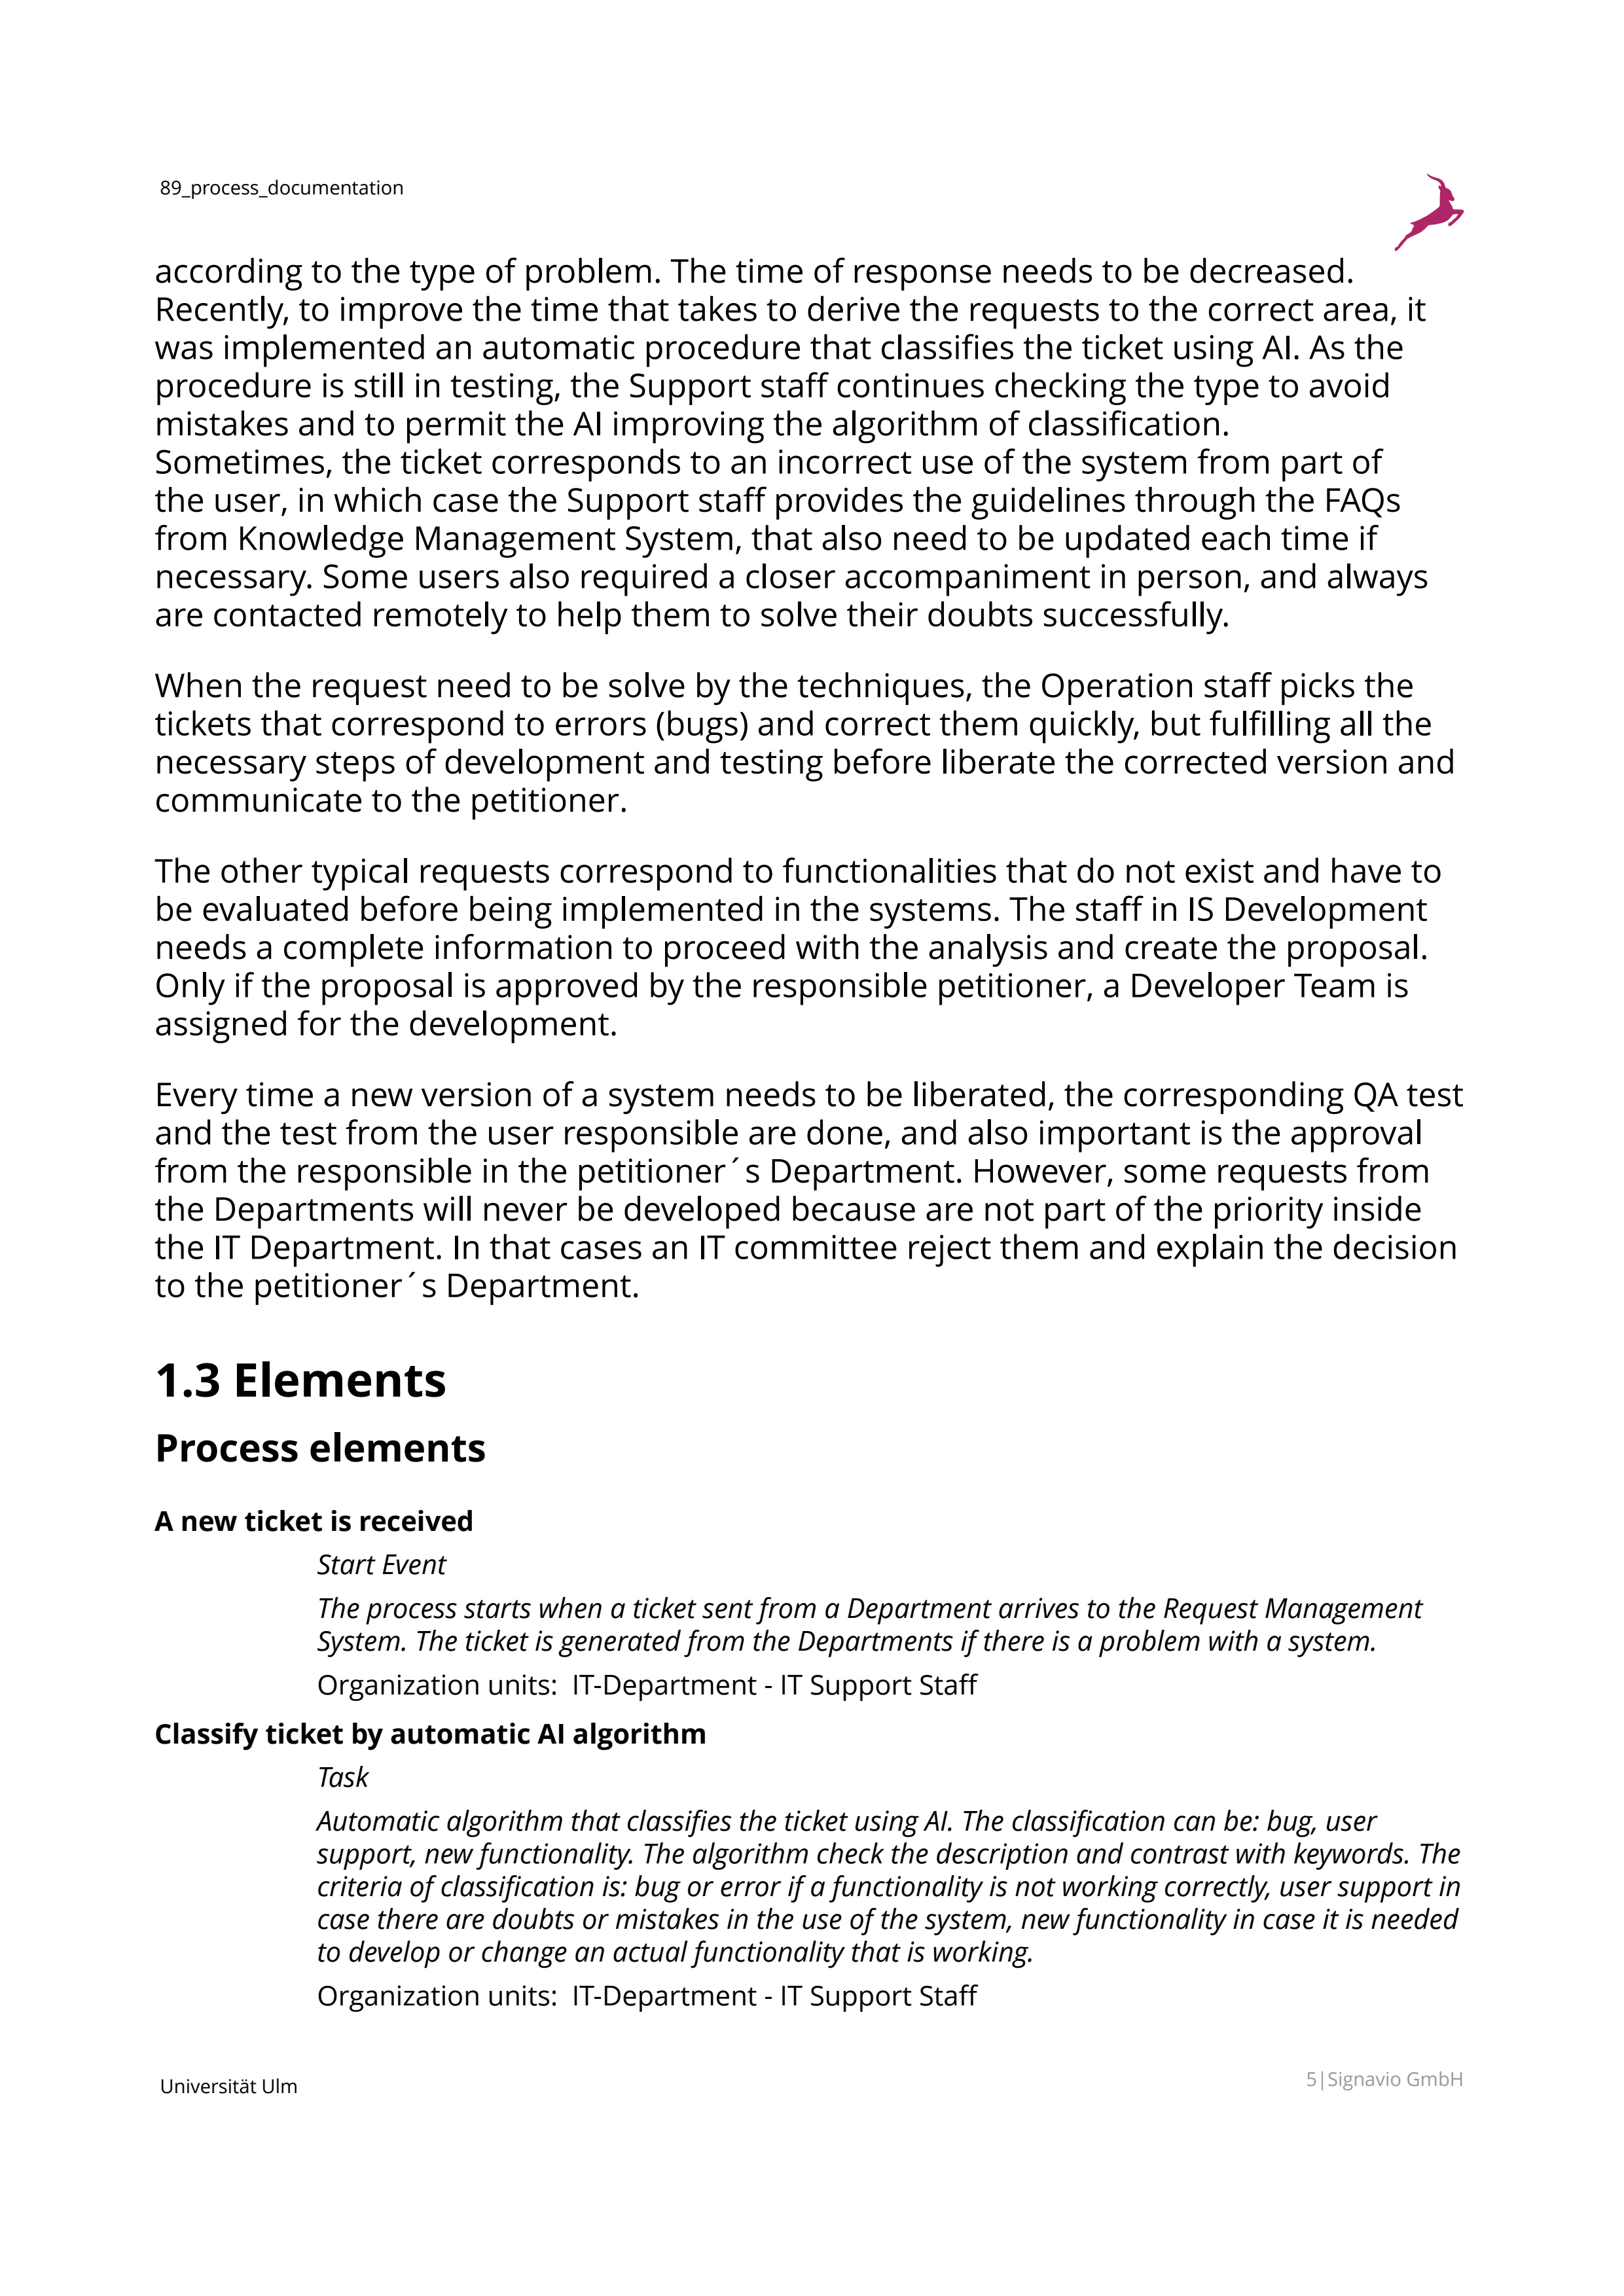 89_process_documentation
according to the type of problem. The time of response needs to be decreased.
Recently, to improve the time that takes to derive the requests to the correct area, it
was implemented an automatic procedure that classifies the ticket using AI. As the
procedure is still in testing, the Support staff continues checking the type to avoid
mistakes and to permit the AI improving the algorithm of classification.
Sometimes, the ticket corresponds to an incorrect use of the system from part of
the user, in which case the Support staff provides the guidelines through the FAQs
from Knowledge Management System, that also need to be updated each time if
necessary. Some users also required a closer accompaniment in person, and always
are contacted remotely to help them to solve their doubts successfully.
When the request need to be solve by the techniques, the Operation staff picks the
tickets that correspond to errors (bugs) and correct them quickly, but fulfilling all the
necessary steps of development and testing before liberate the corrected version and
communicate to the petitioner.
The other typical requests correspond to functionalities that do not exist and have to
be evaluated before being implemented in the systems. The staff in IS Development
needs a complete information to proceed with the analysis and create the proposal.
Only if the proposal is approved by the responsible petitioner, a Developer Team is
assigned for the development.
Every time a new version of a system needs to be liberated, the corresponding QA test
and the test from the user responsible are done, and also important is the approval
from the responsible in the petitioner´s Department. However, some requests from
the Departments will never be developed because are not part of the priority inside
the IT Department. In that cases an IT committee reject them and explain the decision
to the petitioner´s Department.
1.3 Elements
Process elements
A new ticket is received
Start Event
The process starts when a ticket sent from a Department arrives to the Request Management
System. The ticket is generated from the Departments if there is a problem with a system.
Organization units:  IT-Department - IT Support Staff
Classify ticket by automatic AI algorithm
Task
Automatic algorithm that classifies the ticket using AI. The classification can be: bug, user
support, new functionality. The algorithm check the description and contrast with keywords. The
criteria of classification is: bug or error if a functionality is not working correctly, user support in
case there are doubts or mistakes in the use of the system, new functionality in case it is needed
to develop or change an actual functionality that is working.
Organization units:  IT-Department - IT Support Staff
Universität Ulm
5|Signavio GmbH